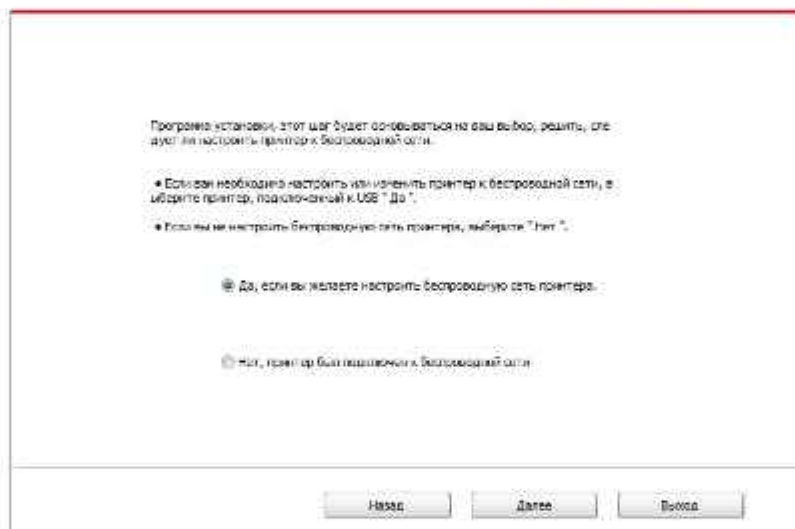 Программа установки, этот шаг будет основываться на ваш выбор, решить, сле
дует ли настроить принтер к беспроводной сети.
• Если вам необходимо настроить или изменить принтер к беспроводной сети, в
ыберите принтер, подключенный к USB " Да ".
• Если вы не настроить беспроводную сеть принтера, выберите " Нет ".
Да, если вы желаете настроить беспроводную сеть принтера.
Нет, принтер был подключен к беспроводной сети
Назад
Далее
Выход